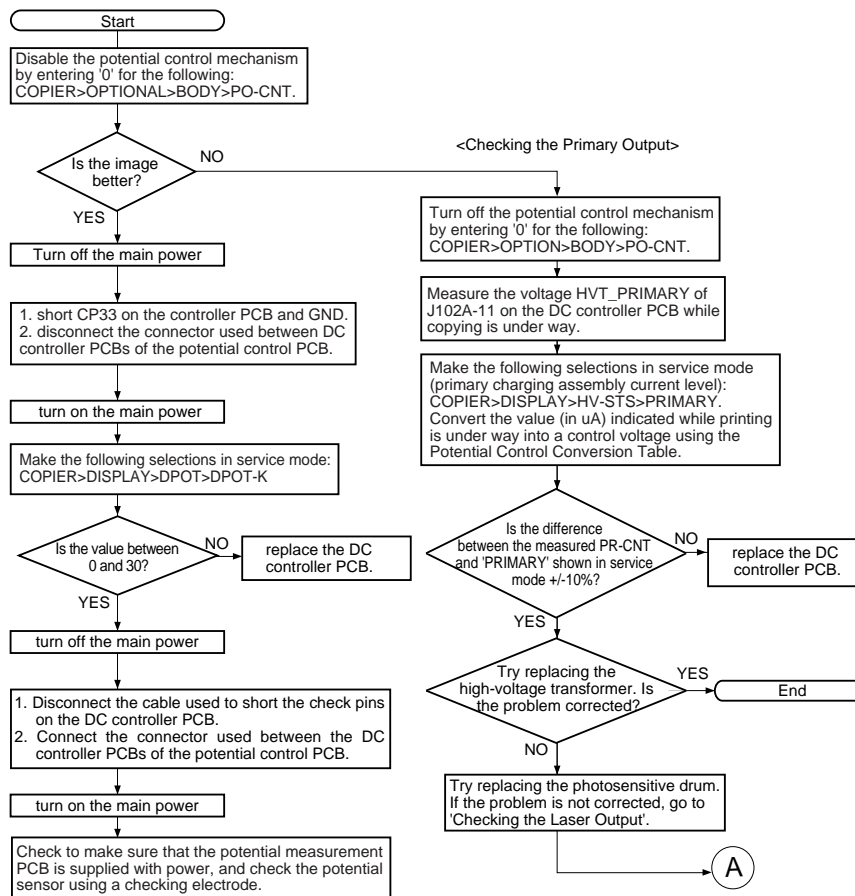 Start
Disable the potential control mechanism
by entering '0' for the following:
COPIER>OPTIONAL>BODY>PO-CNT.
Is the image
better?
NO
YES
Turn off the main power
1. short CP33 on the controller PCB and GND.
2. disconnect the connector used between DC
controller PCBs of the potential control PCB.
turn on the main power
Make the following selections in service mode:
COPIER>DISPLAY>DPOT>DPOT-K
Is the value between
0 and 30?
NO
replace the DC
controller PCB.
YES
turn off the main power
1. Disconnect the cable used to short the check pins
on the DC controller PCB.
2. Connect the connector used between the DC
controller PCBs of the potential control PCB.
turn on the main power
Check to make sure that the potential measurement
PCB is supplied with power, and check the potential
sensor using a checking electrode.
<Checking the Primary Output>
Turn off the potential control mechanism
by entering '0' for the following:
COPIER>OPTION>BODY>PO-CNT.
Measure the voltage HVT_PRIMARY of
J102A-11 on the DC controller PCB while
copying is under way.
Make the following selections in service mode
(primary charging assembly current level):
COPIER>DISPLAY>HV-STS>PRIMARY.
Convert the value (in uA) indicated while printing
is under way into a control voltage using the
Potential Control Conversion Table.
Is the difference
between the measured PR-CNT
and 'PRIMARY' shown in service
mode +/-10%?
NO
replace the DC
controller PCB.
YES
Try replacing the
high-voltage transformer. Is
the problem corrected?
YES
End
NO
Try replacing the photosensitive drum.
If the problem is not corrected, go to
'Checking the Laser Output'.
A